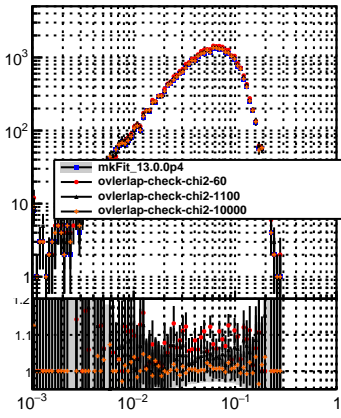 10³
10²
mkFit_13.0.0p4
ovlerlap-check-chi2-60
ovlerlap-check-chi2-1100
ovlerlap-check-chi2-10000
10
1
1.2
1.1
1
10⁻³ 10⁻² 10⁻¹ 1